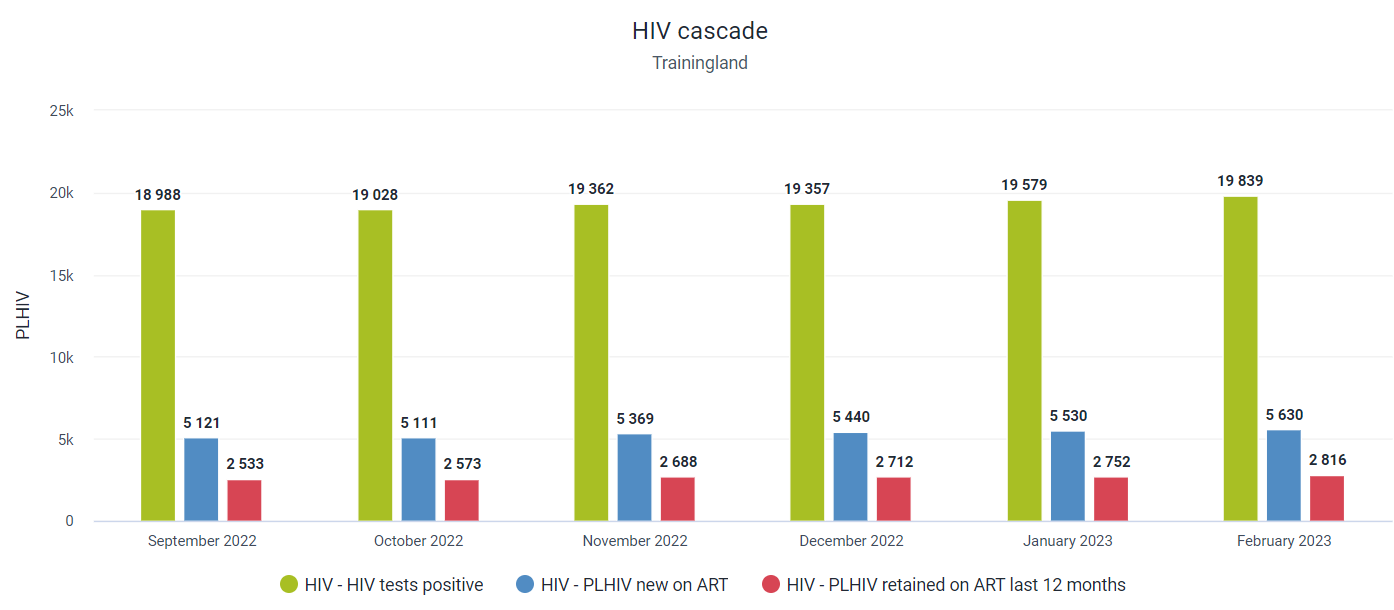 HIV cascade
Trainingland
25k
20k
15k
10k
5k
0
PLHIV
18 988
5 121
2 533
19 028
5 111
2 573
19 362
5 369
2 688
19 357
5 440
2 712
19 579
5 530
2 752
19 839
5 630
2 816
September 2022
October 2022
November 2022
December 2022
January 2023
February 2023
HIV - HIV tests positive
HIV - PLHIV new on ART
HIV - PLHIV retained on ART last 12 months